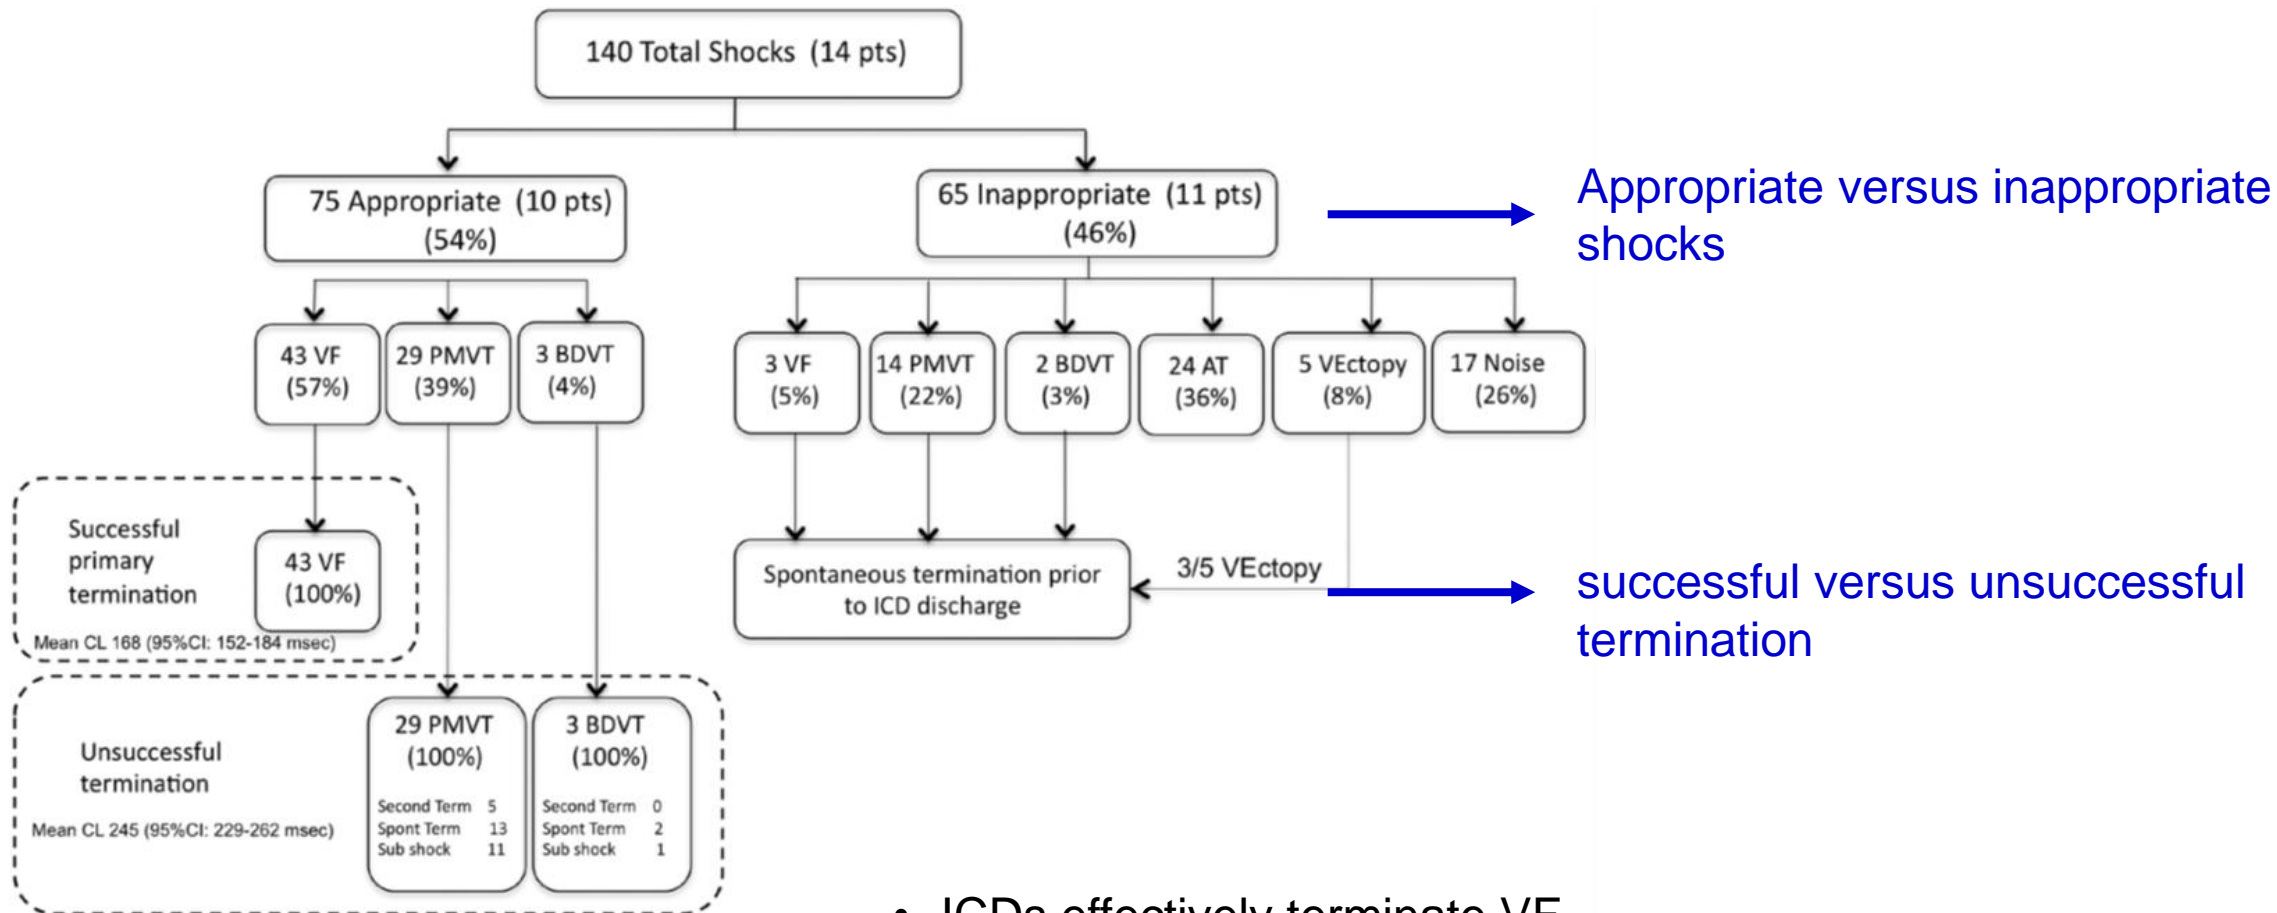 140 Total Shocks (14 pts)
75 Appropriate (10 pts)
(54%)
65 Inappropriate (11 pts)
(46%)
Appropriate versus inappropriate
shocks
43 VF
(57%)
29 PMVT
(39%)
3 BDVT
(4%)
3 VF
(5%)
14 PMVT
(22%)
2 BDVT
(3%)
24 AT
(36%)
5 VEctopy
(8%)
17 Noise
(26%)
Successful
primary
termination
43 VF
(100%)
Mean CL 168 (95%CI: 152-184 msec)
Spontaneous termination prior
to ICD discharge
3/5 VEctopy
successful versus unsuccessful
termination
Unsuccessful
termination
Mean CL 245 (95%CI: 229-262 msec)
29 PMVT
(100%)
Second Term 5
Spont Term 13
Sub shock 11
3 BDVT
(100%)
Second Term 0
Spont Term 2
Sub shock 1
• ICDs effectively terminate VF